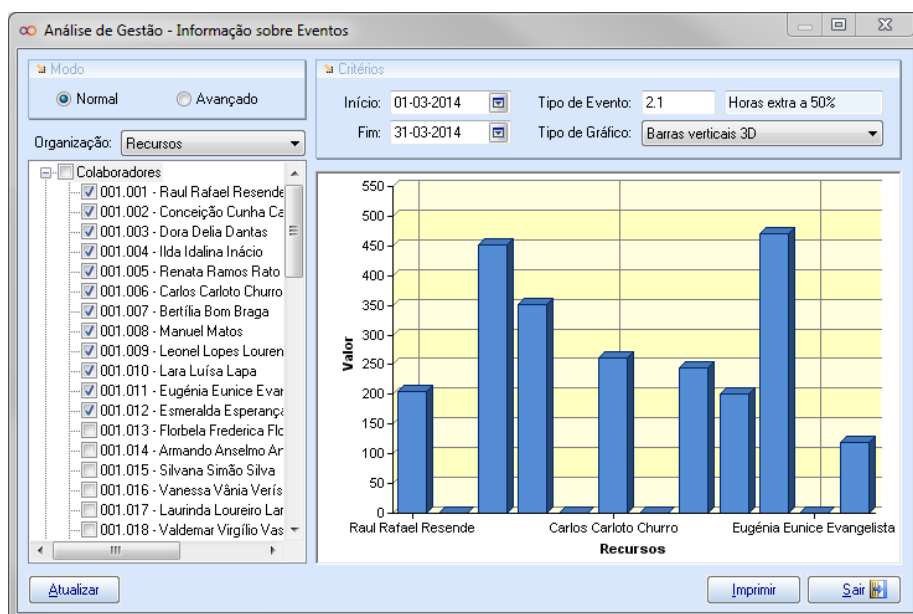 Análise de Gestão - Informação sobre Eventos
Modo
Normal
Avançado
Organização: Recursos
Colaboradores
001.001 - Raul Rafael Resende
001.002 - Conceição Cunha Ca
001.003 - Dora Delia Dantas
001.004 - Ilda Idalina Inácio
001.005 - Renata Ramos Rato
001.006 - Carlos Carloto Churro
001.007 - Bertília Bom Braga
001.008 - Manuel Matos
001.009 - Leonel Lopes Louren
001.010 - Lara Luísa Lapa
001.011 - Eugénia Eunice Evar
001.012 - Esmeralda Esperança
001.013 - Florbela Frederica Flo
001.014 - Armando Anselmo Ar
001.015 - Silvana Simão Silva
001.016 - Vanessa Vânia Verís
001.017 - Laurinda Loureiro Lar
001.018 - Valdemar Virgílio Vas
Critérios
Início: 01-03-2014 Tipo de Evento: 2.1 Horas extra a 50%
Fim: 31-03-2014 Tipo de Gráfico: Barras verticais 3D
550
500
450
400
350
300
250
200
150
100
50
0
Valor
Raul Rafael Resende Carlos Carloto Churro Eugénia Eunice Evangelista
Recursos
Atualizar
Imprimir
Sair